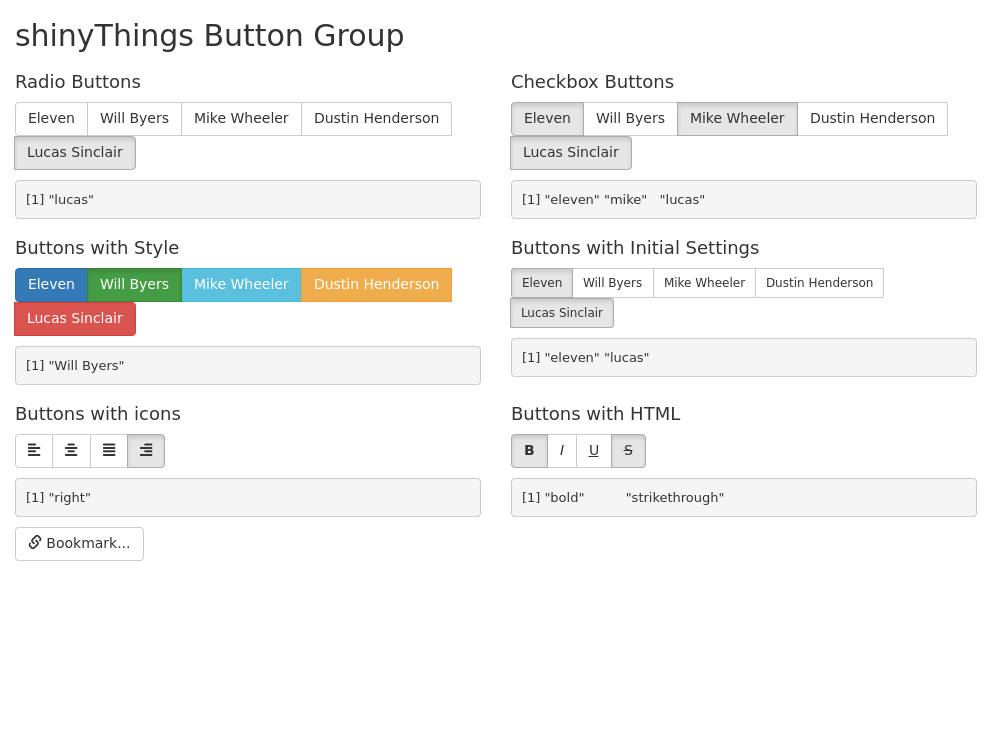 shinyThings Button Group
Radio Buttons
Eleven Will Byers Mike Wheeler Dustin Henderson
Lucas Sinclair
[1] "lucas"
Checkbox Buttons
Eleven Will Byers Mike Wheeler Dustin Henderson
Lucas Sinclair
[1] "eleven" "mike"   "lucas"
Buttons with Style
Eleven Will Byers Mike Wheeler Dustin Henderson
Lucas Sinclair
[1] "Will Byers"
Buttons with Initial Settings
Eleven Will Byers Mike Wheeler Dustin Henderson
Lucas Sinclair
[1] "eleven" "lucas"
Buttons with icons
[1] "right"
Buttons with HTML
B I U S
[1] "bold"          "strikethrough"
Bookmark...